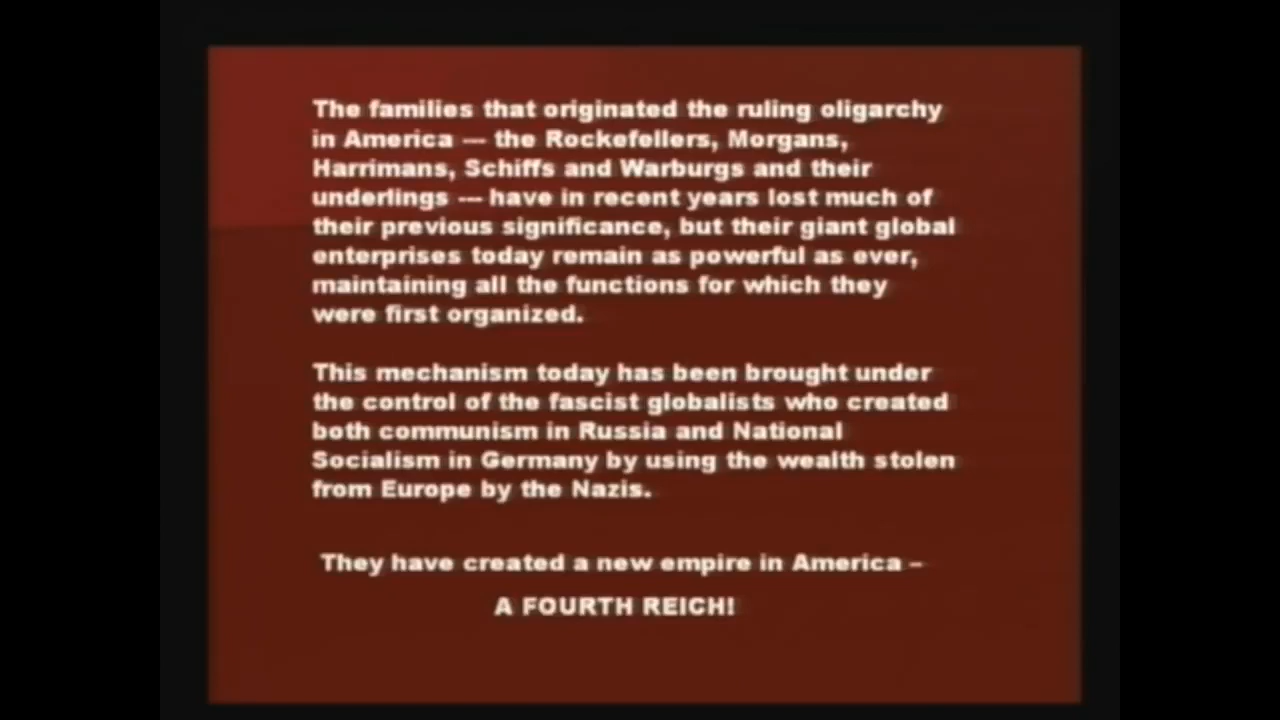 The families that originated the ruling oligarchy
in America --- the Rockefellers, Morgans,
Harrimans, Schiffs and Warburgs and their
underlings --- have in recent years lost much of
their previous significance, but their giant global
enterprises today remain as powerful as ever,
maintaining all the functions for which they
were first organized.
This mechanism today has been brought under
the control of the fascist globalists who created
both communism in Russia and National
Socialism in Germany by using the wealth stolen
from Europe by the Nazis.
They have created a new empire in America –
A FOURTH REICH!